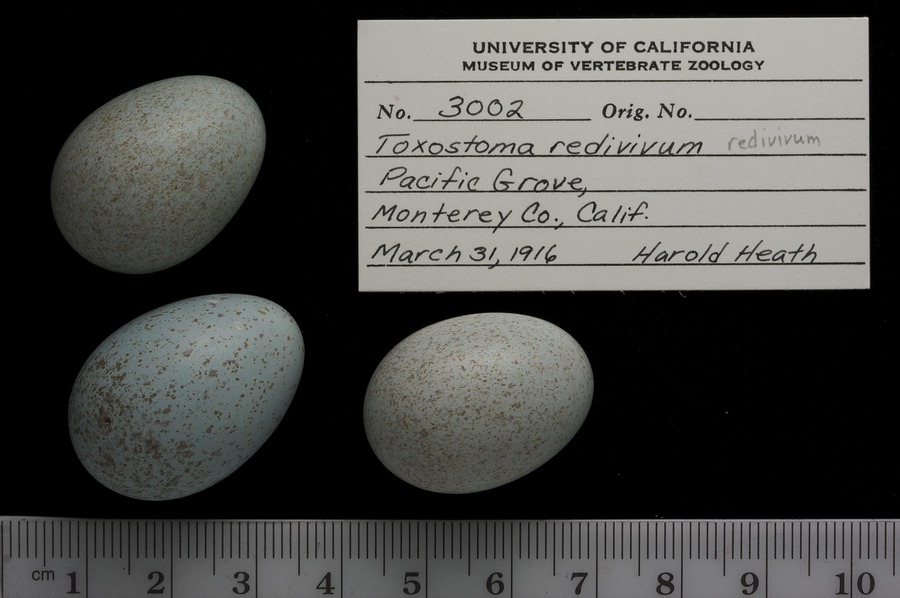 UNIVERSITY OF CALIFORNIA
MUSEUM OF VERTEBRATE ZOOLOGY
No. 3002 Orig. No.
Toxostoma redivivum redivivum
Pacific Grove,
Monterey Co., Calif.
March 31, 1916 Harold Heath
cm 1 2 3 4 5 6 7 8 9 10